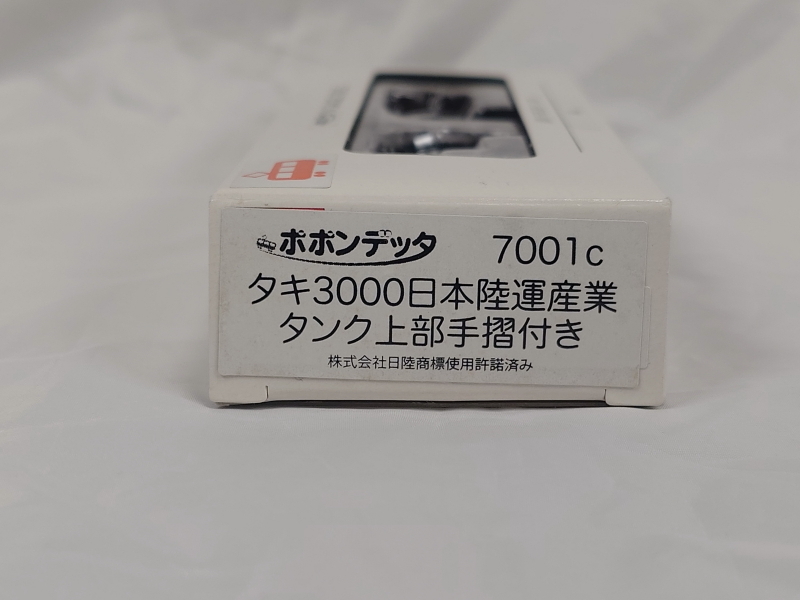 ポポンデッタ 7001c
タキ3000日本陸運産業
タンク上部手摺付き
株式会社日陸商標使用許諾済み